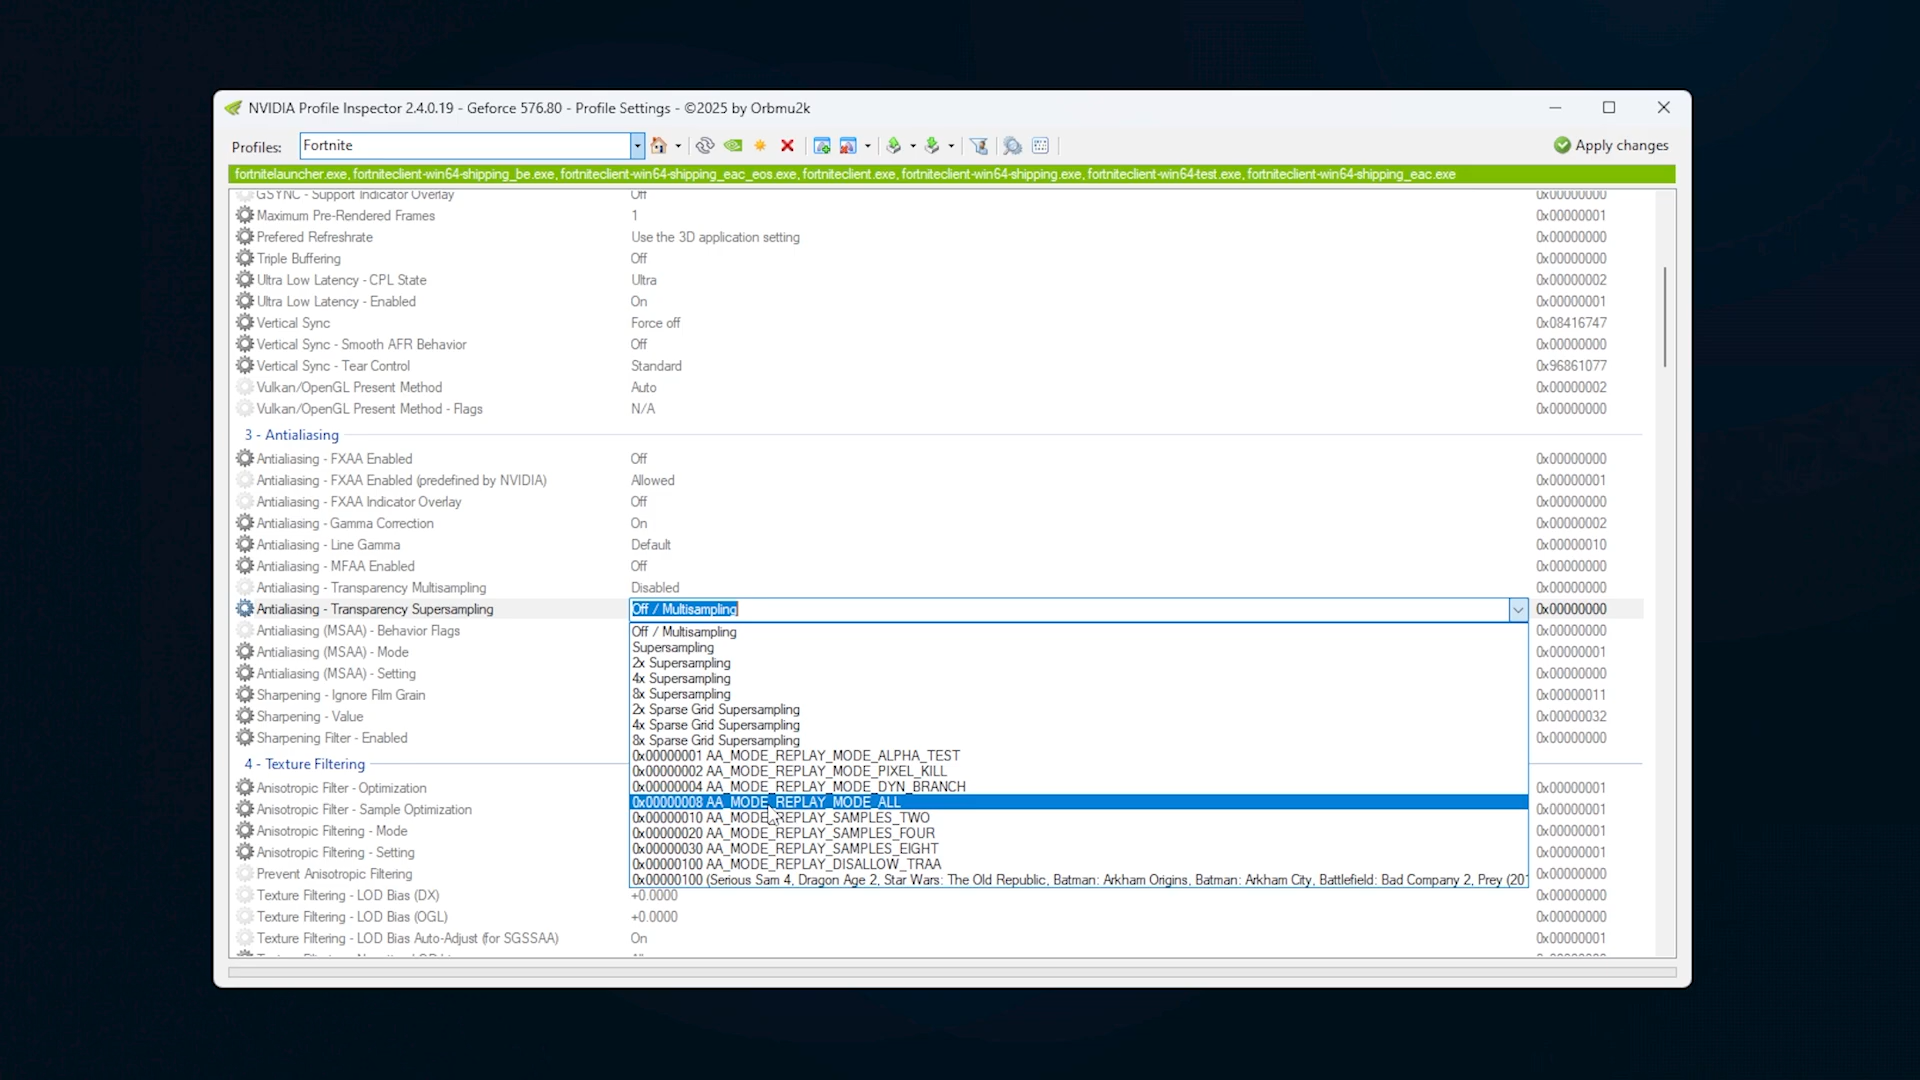 NVIDIA Profile Inspector 2.4.0.19 - Geforce 576.80 - Profile Settings - ©2025 by Orbmu2k
Profiles: Fortnite Apply changes
fortnitelauncher.exe, fortniteclient-win64-shipping_be.exe, fortniteclient-win64-shipping_eac_eos.exe, fortniteclient.exe, fortniteclient-win64-shipping.exe, fortniteclient-win64-test.exe, fortniteclient-win64-shipping_eac.exe
GSYNC - Support Indicator Overlay Off 0x00000000
Maximum Pre-Rendered Frames 1 0x00000001
Prefered Refreshrate Use the 3D application setting 0x00000000
Triple Buffering Off 0x00000000
Ultra Low Latency - CPL State Ultra 0x00000002
Ultra Low Latency - Enabled On 0x00000001
Vertical Sync Force off 0x08416747
Vertical Sync - Smooth AFR Behavior Off 0x00000000
Vertical Sync - Tear Control Standard 0x96861077
Vulkan/OpenGL Present Method Auto 0x00000002
Vulkan/OpenGL Present Method - Flags N/A 0x00000000
3 - Antialiasing
Antialiasing - FXAA Enabled Off 0x00000000
Antialiasing - FXAA Enabled (predefined by NVIDIA) Allowed 0x00000001
Antialiasing - FXAA Indicator Overlay Off 0x00000000
Antialiasing - Gamma Correction On 0x00000002
Antialiasing - Line Gamma Default 0x00000010
Antialiasing - MFAA Enabled Off 0x00000000
Antialiasing - Transparency Multisampling Disabled 0x00000000
Antialiasing - Transparency Supersampling Off / Multisampling 0x00000000
Antialiasing (MSAA) - Behavior Flags Off / Multisampling 0x00000000
Supersampling
Antialiasing (MSAA) - Mode 2x Supersampling 0x00000001
Antialiasing (MSAA) - Setting 4x Supersampling 0x00000000
Sharpening - Ignore Film Grain 8x Supersampling 0x00000011
Sharpening - Value 2x Sparse Grid Supersampling 0x00000032
4x Sparse Grid Supersampling
Sharpening Filter - Enabled 8x Sparse Grid Supersampling 0x00000000
0x00000001 AA_MODE_REPLAY_MODE_ALPHA_TEST
4 - Texture Filtering 0x00000002 AA_MODE_REPLAY_MODE_PIXEL_KILL
Anisotropic Filter - Optimization 0x00000004 AA_MODE_REPLAY_MODE_DYN_BRANCH 0x00000001
Anisotropic Filter - Sample Optimization 0x00000008 AA_MODE_REPLAY_MODE_ALL 0x00000001
0x00000010 AA_MODE_REPLAY_SAMPLES_TWO
Anisotropic Filtering - Mode 0x00000020 AA_MODE_REPLAY_SAMPLES_FOUR 0x00000001
Anisotropic Filtering - Setting 0x00000030 AA_MODE_REPLAY_SAMPLES_EIGHT 0x00000001
0x00000100 AA_MODE_REPLAY_DISALLOW_TRAA
Prevent Anisotropic Filtering 0x00000100 (Serious Sam 4, Dragon Age 2, Star Wars: The Old Republic, Batman: Arkham Origins, Batman: Arkham City, Battlefield: Bad Company 2, Prey (20 0x00000000
Texture Filtering - LOD Bias (DX) +0.0000 0x00000000
Texture Filtering - LOD Bias (OGL) +0.0000 0x00000000
Texture Filtering - LOD Bias Auto-Adjust (for SGSSAA) On 0x00000001